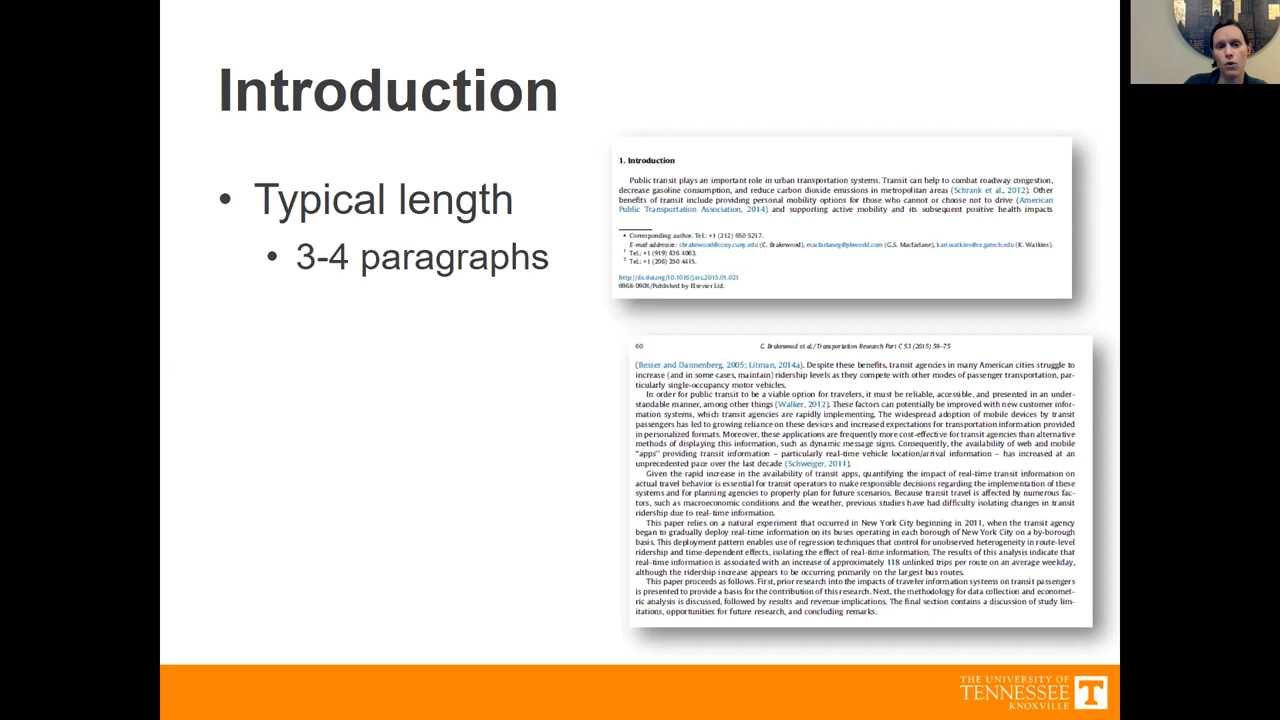 Introduction
• Typical length
• 3-4 paragraphs
1. Introduction
Public transit plays an important role in urban transportation systems. Transit can help to combat roadway congestion,
decrease gasoline consumption, and reduce carbon dioxide emissions in metropolitan areas (Schrank et al., 2012). Other
benefits of transit include providing personal mobility options for those who cannot or choose not to drive (American
Public Transportation Association, 2014) and supporting active mobility and its subsequent positive health impacts
* Corresponding author. Tel.: +1 (212) 650 5217.
E-mail addresses: cbrakewood@ccny.cuny.edu (C. Brakewood), macfarlaneg@pbworld.com (G.S. Macfarlane), kari.watkins@ce.gatech.edu (K. Watkins).
1 Tel.: +1 (919) 836 4063.
2 Tel.: +1 (206) 250 4415.
http://dx.doi.org/10.1016/j.trc.2015.01.021
0968-090X/Published by Elsevier Ltd.
60 C. Brakewood et al. / Transportation Research Part C 53 (2015) 59–75
(Besser and Dannenberg, 2005; Litman, 2014a). Despite these benefits, transit agencies in many American cities struggle to
increase (and in some cases, maintain) ridership levels as they compete with other modes of passenger transportation, par-
ticularly single-occupancy motor vehicles.
In order for public transit to be a viable option for travelers, it must be reliable, accessible, and presented in an under-
standable manner, among other things (Walker, 2012). These factors can potentially be improved with new customer infor-
mation systems, which transit agencies are rapidly implementing. The widespread adoption of mobile devices by transit
passengers has led to growing reliance on these devices and increased expectations for transportation information provided
in personalized formats. Moreover, these applications are frequently more cost-effective for transit agencies than alternative
methods of displaying this information, such as dynamic message signs. Consequently, the availability of web and mobile
"apps" providing transit information – particularly real-time vehicle location/arrival information – has increased at an
unprecedented pace over the last decade (Schweiger, 2011).
Given the rapid increase in the availability of transit apps, quantifying the impact of real-time transit information on
actual travel behavior is essential for transit operators to make responsible decisions regarding the implementation of these
systems and for planning agencies to properly plan for future scenarios. Because transit travel is affected by numerous fac-
tors, such as macroeconomic conditions and the weather, previous studies have had difficulty isolating changes in transit
ridership due to real-time information.
This paper relies on a natural experiment that occurred in New York City beginning in 2011, when the transit agency
began to gradually deploy real-time information on its buses operating in each borough of New York City on a by-borough
basis. This deployment pattern enables use of regression techniques that control for unobserved heterogeneity in route-level
ridership and time-dependent effects, isolating the effect of real-time information. The results of this analysis indicate that
real-time information is associated with an increase of approximately 118 unlinked trips per route on an average weekday,
although the ridership increase appears to be occurring primarily on the largest bus routes.
This paper proceeds as follows. First, prior research into the impacts of traveler information systems on transit passengers
is presented to provide a basis for the contribution of this research. Next, the methodology for data collection and economet-
ric analysis is discussed, followed by results and revenue implications. The final section contains a discussion of study lim-
itations, opportunities for future research, and concluding remarks.
THE UNIVERSITY OF
TENNESSEE
KNOXVILLE
T